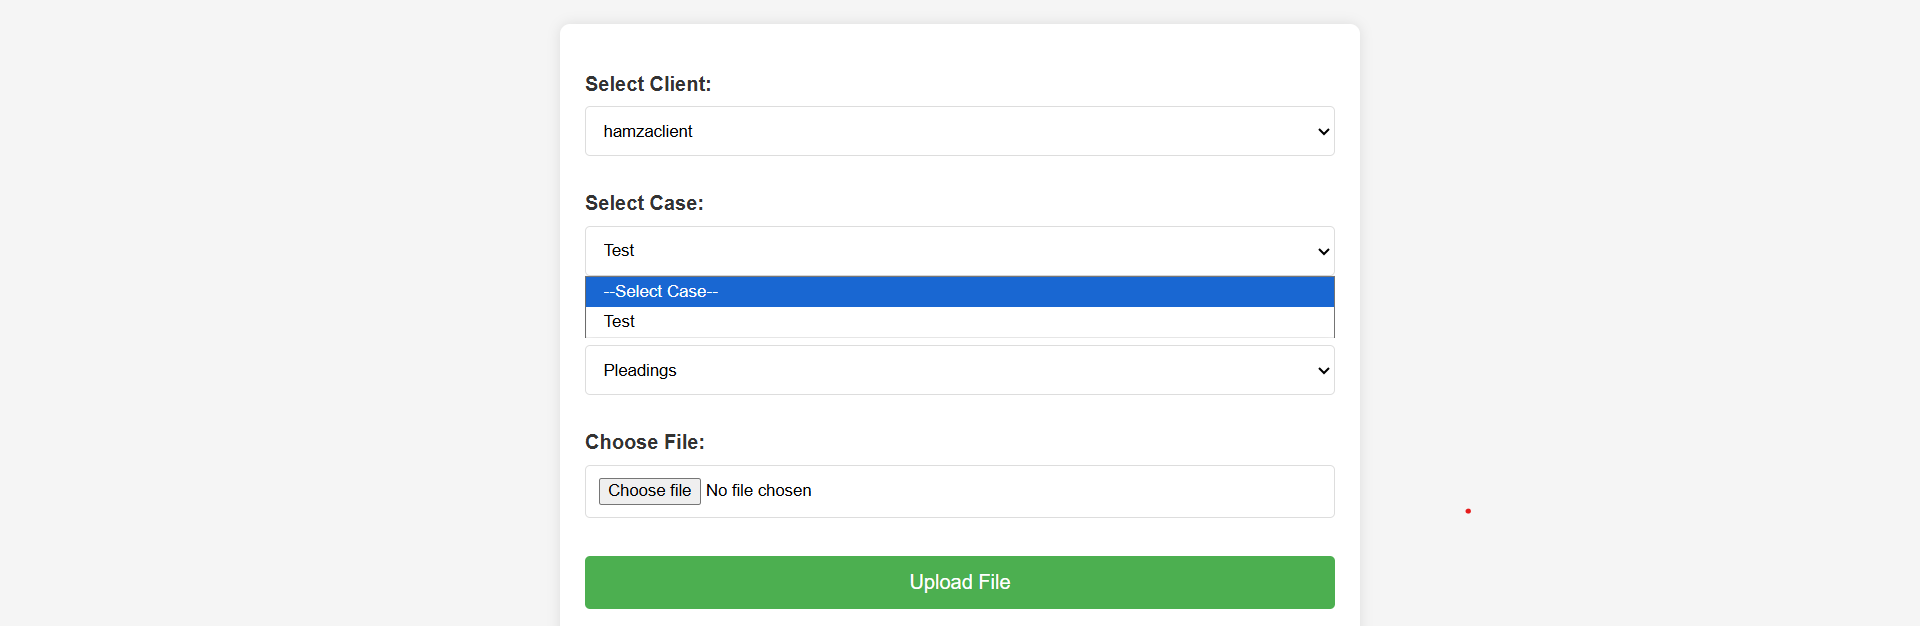 Select Client:
hamzaclient
Select Case:
Test
--Select Case--
Test
Pleadings
Choose File:
Choose file No file chosen
Upload File